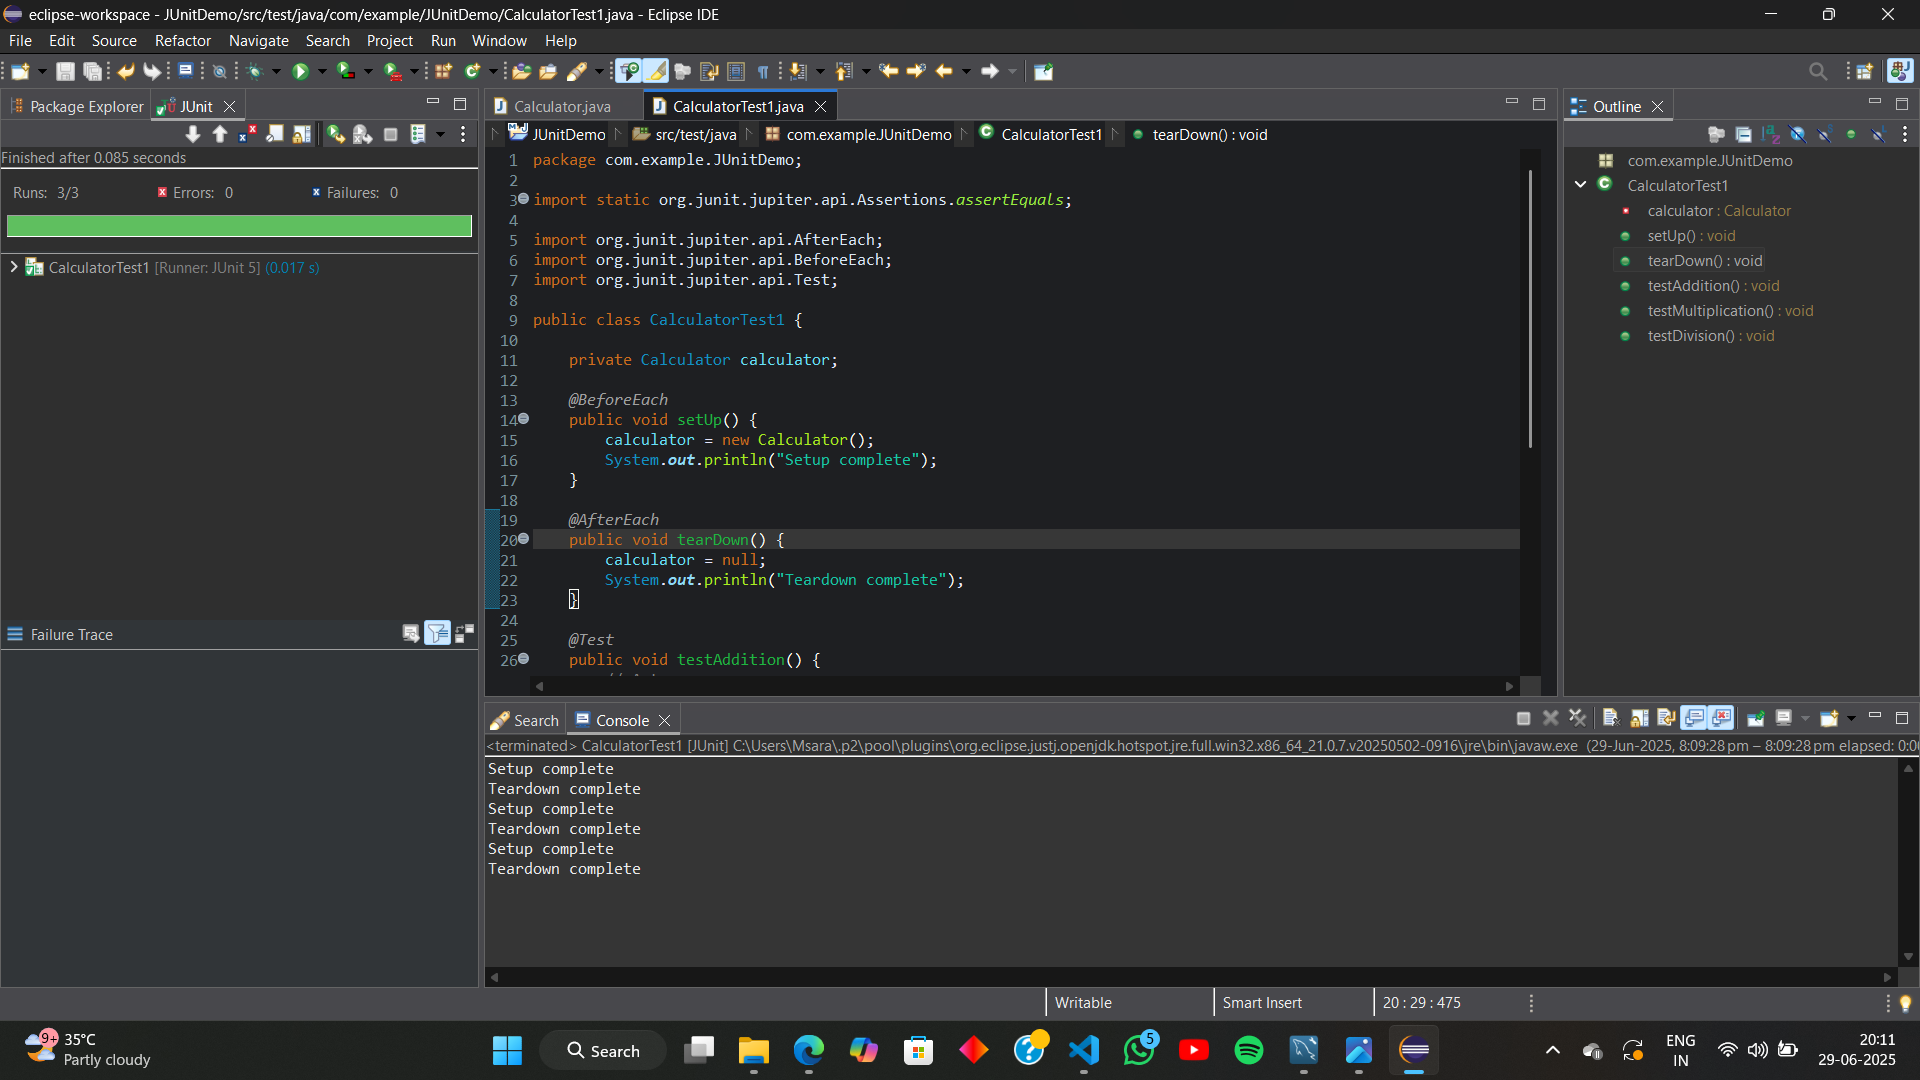 eclipse-workspace - JUnitDemo/src/test/java/com/example/JUnitDemo/CalculatorTest1.java - Eclipse IDE
File Edit Source Refactor Navigate Search Project Run Window Help
Package Explorer JUnit
Finished after 0.085 seconds
Runs: 3/3 Errors: 0 Failures: 0
CalculatorTest1 [Runner: JUnit 5] (0.017 s)
Failure Trace
Calculator.java CalculatorTest1.java
JUnitDemo src/test/java com.example.JUnitDemo CalculatorTest1 tearDown() : void
1 package com.example.JUnitDemo;
2
3 import static org.junit.jupiter.api.Assertions.assertEquals;
4
5 import org.junit.jupiter.api.AfterEach;
6 import org.junit.jupiter.api.BeforeEach;
7 import org.junit.jupiter.api.Test;
8
9 public class CalculatorTest1 {
10
11 private Calculator calculator;
12
13 @BeforeEach
14 public void setUp() {
15 calculator = new Calculator();
16 System.out.println("Setup complete");
17 }
18
19 @AfterEach
20 public void tearDown() {
21 calculator = null;
22 System.out.println("Teardown complete");
23 }
24
25 @Test
26 public void testAddition() {
Outline
com.example.JUnitDemo
CalculatorTest1
calculator : Calculator
setUp() : void
tearDown() : void
testAddition() : void
testMultiplication() : void
testDivision() : void
Search Console
<terminated> CalculatorTest1 [JUnit] C:\Users\Msara\.p2\pool\plugins\org.eclipse.justj.openjdk.hotspot.jre.full.win32.x86_64_21.0.7.v20250502-0916\jre\bin\javaw.exe (29-Jun-2025, 8:09:28 pm – 8:09:28 pm elapsed: 0:0
Setup complete
Teardown complete
Setup complete
Teardown complete
Setup complete
Teardown complete
Writable Smart Insert 20 : 29 : 475
9+ 35°C
Partly cloudy
Search
5
ENG
IN
20:11
29-06-2025